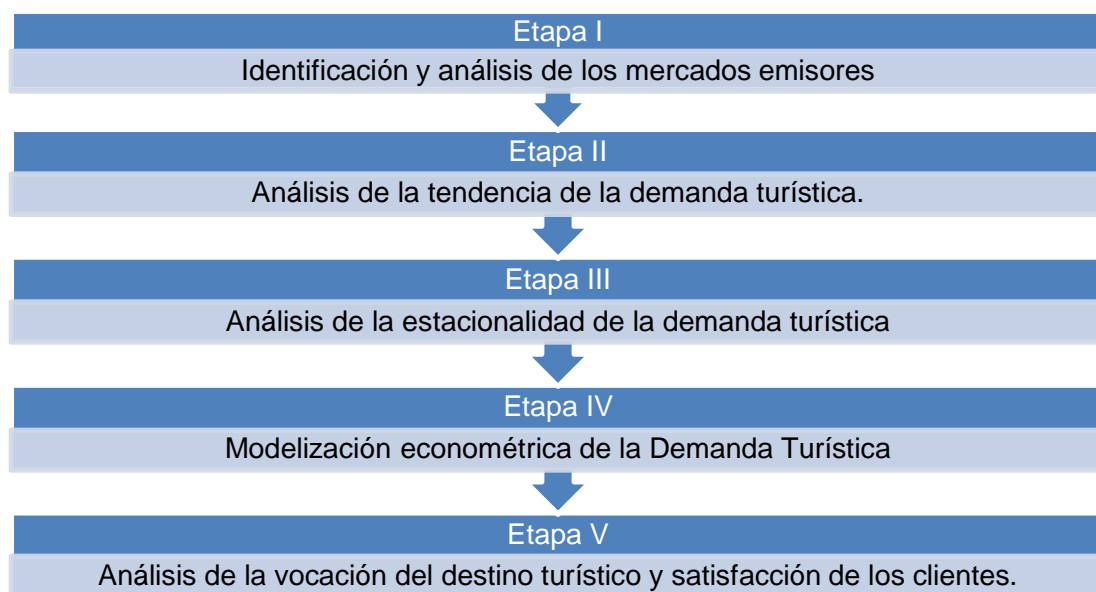 Etapa I
Identificación y análisis de los mercados emisores
Etapa II
Análisis de la tendencia de la demanda turística.
Etapa III
Análisis de la estacionalidad de la demanda turística
Etapa IV
Modelización econométrica de la Demanda Turística
Etapa V
Análisis de la vocación del destino turístico y satisfacción de los clientes.